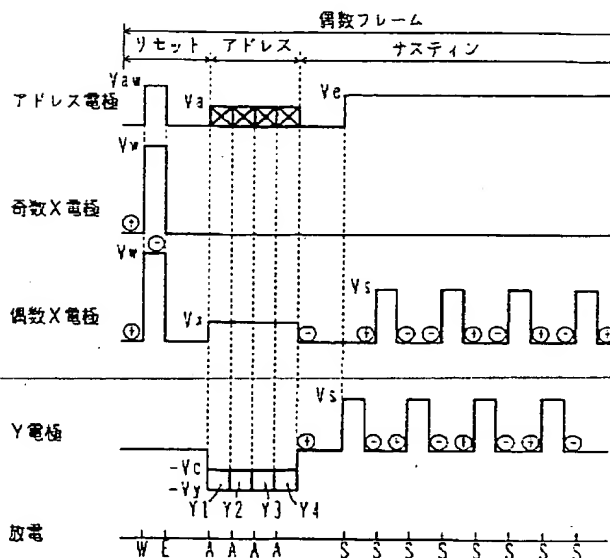 偶数フレーム
リセット アドレス サスティン
Vaw
アドレス電極 Va Ve
Vw
奇数X電極 +
Vw -
偶数X電極 + Vx - Vs + - - + - - + - - +
Y電極 + Vs - + - + - + -
-Vc
-Vy
Y1 Y2 Y3 Y4
放電
W E A A A A S S S S S S S S